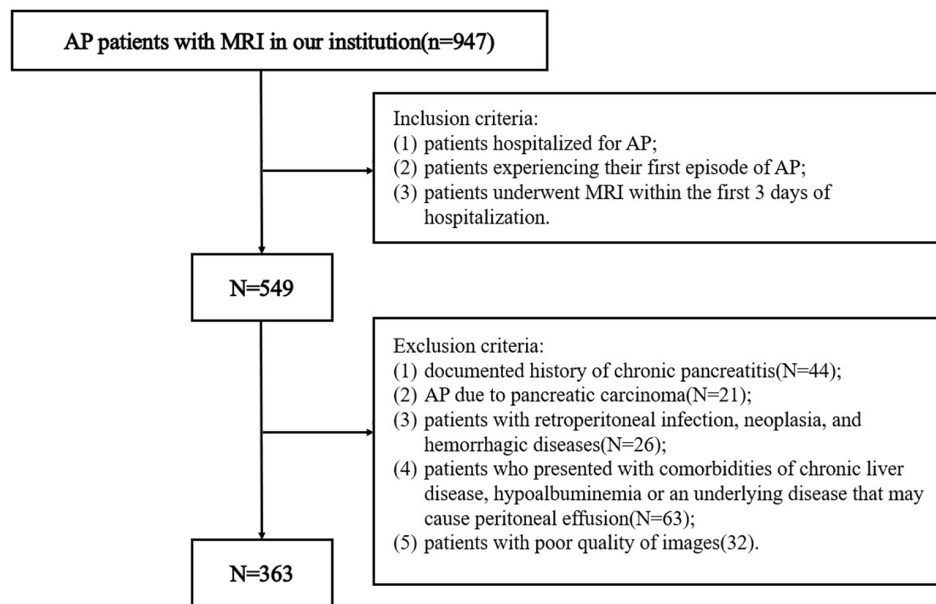 AP patients with MRI in our institution(n=947)
Inclusion criteria:
(1) patients hospitalized for AP;
(2) patients experiencing their first episode of AP;
(3) patients underwent MRI within the first 3 days of
hospitalization.
N=549
Exclusion criteria:
(1) documented history of chronic pancreatitis(N=44);
(2) AP due to pancreatic carcinoma(N=21);
(3) patients with retroperitoneal infection, neoplasia, and
hemorrhagic diseases(N=26);
(4) patients who presented with comorbidities of chronic liver
disease, hypoalbuminemia or an underlying disease that may
cause peritoneal effusion(N=63);
(5) patients with poor quality of images(32).
N=363